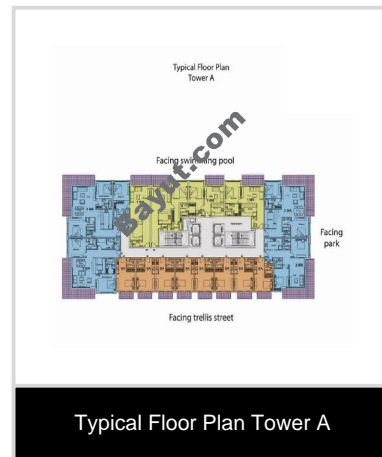 Typical Floor Plan
Tower A
Bayut.com
Facing swimming pool
Facing
park
Facing trellis street
Typical Floor Plan Tower A